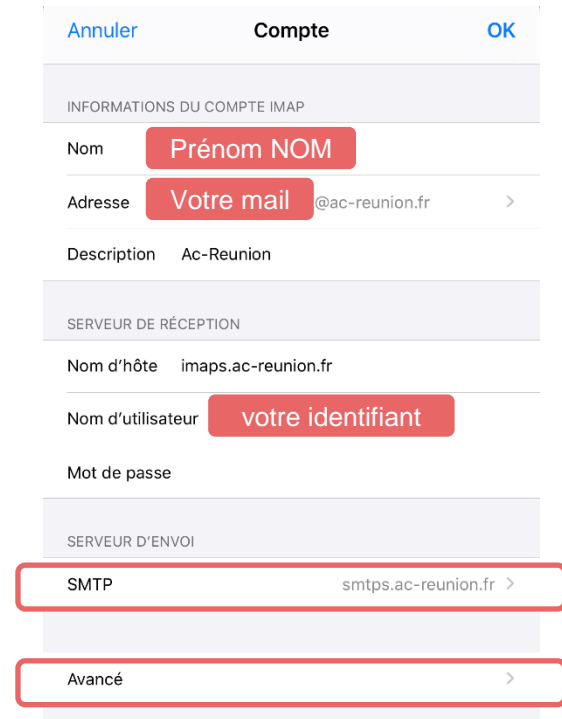 Annuler Compte OK
INFORMATIONS DU COMPTE IMAP
Nom Prénom NOM
Adresse Votre mail @ac-reunion.fr
Description Ac-Reunion
SERVEUR DE RÉCEPTION
Nom d'hôte imaps.ac-reunion.fr
Nom d'utilisateur votre identifiant
Mot de passe
SERVEUR D'ENVOI
SMTP smtps.ac-reunion.fr
Avancé